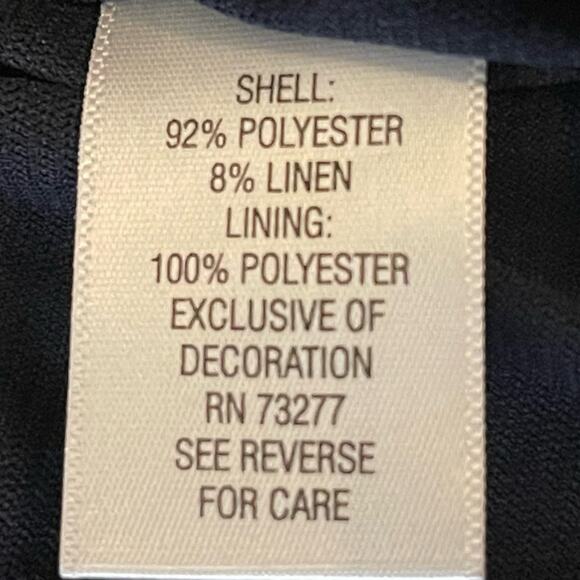 SHELL:
92% POLYESTER
8% LINEN
LINING:
100% POLYESTER
EXCLUSIVE OF
DECORATION
RN 73277
SEE REVERSE
FOR CARE